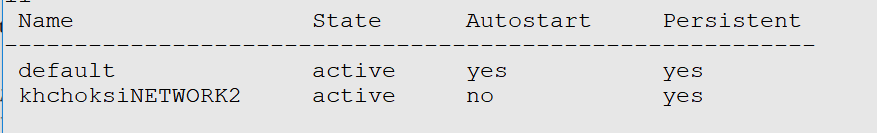 Name State Autostart Persistent
----------------------------------------------------------
default active yes yes
khchoksiNETWORK2 active no yes